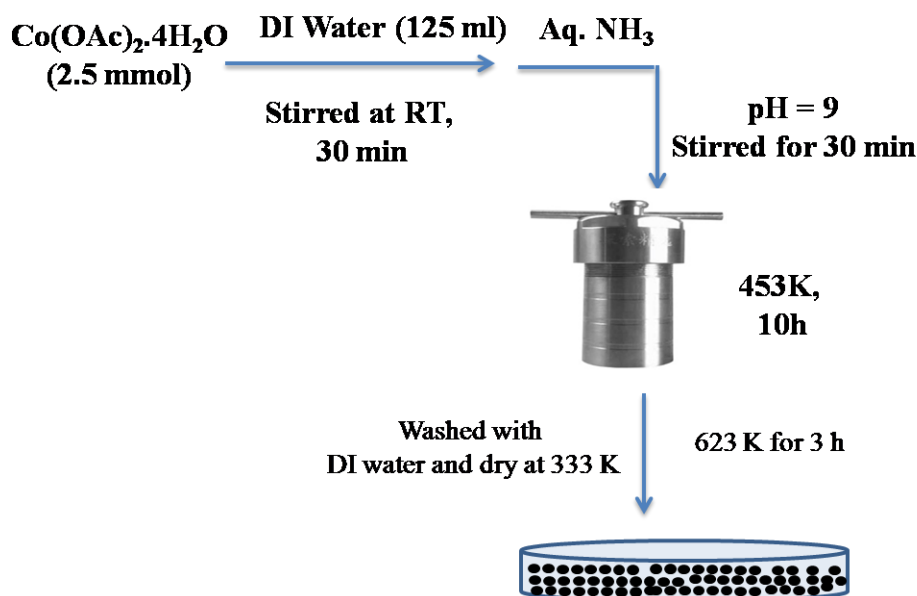 Co(OAc)₂.4H₂O
(2.5 mmol)
DI Water (125 ml)
Stirred at RT,
30 min
Aq. NH₃
pH = 9
Stirred for 30 min
453K,
10h
Washed with
DI water and dry at 333 K
623 K for 3 h